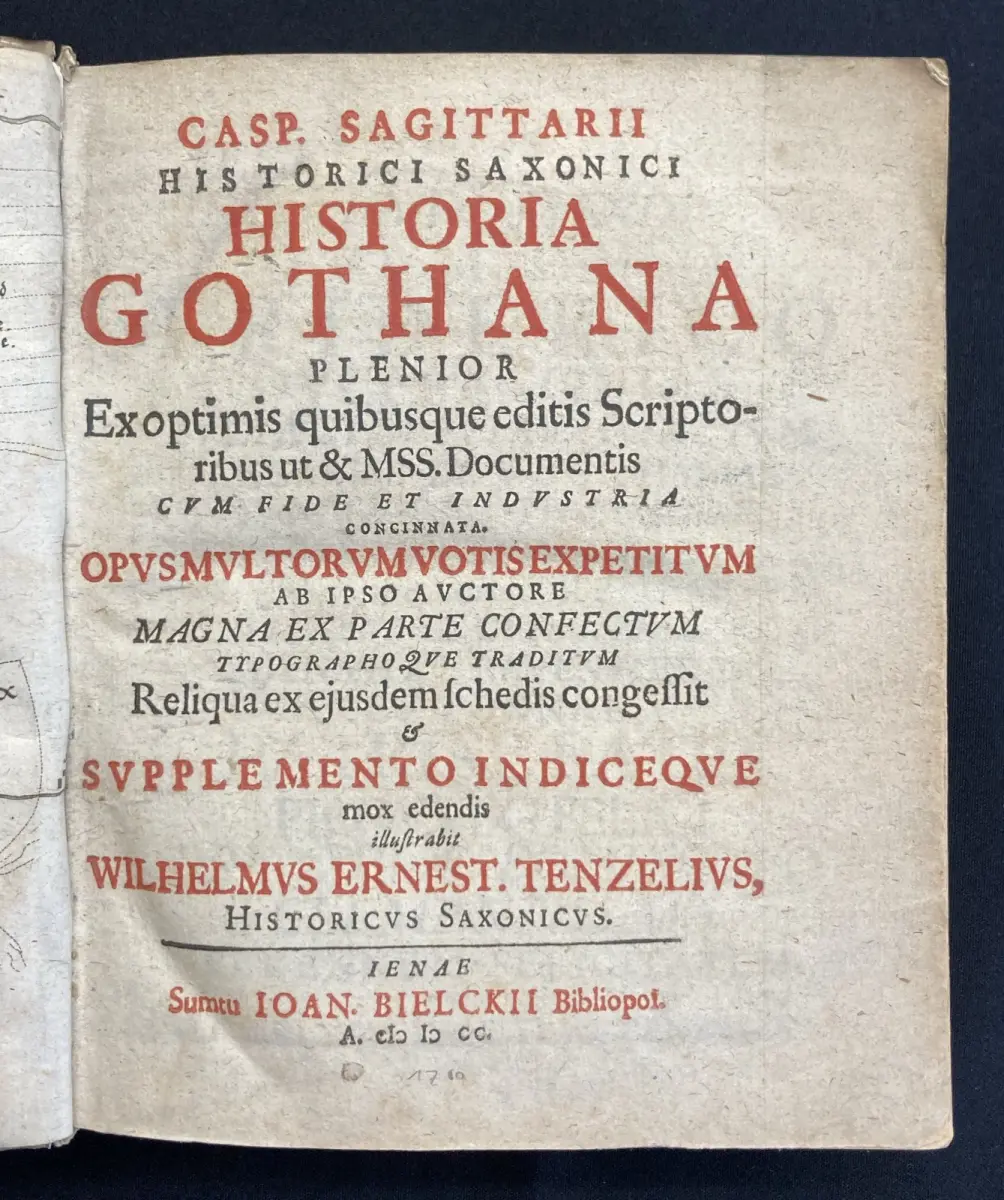 CASP. SAGITTARII
HISTORICI SAXONICI
HISTORIA
GOTHANA
PLENIOR
Ex optimis quibusque editis Scripto-
ribus ut & MSS. Documentis
CVM FIDE ET INDVSTRIA
CONCINNATA.
OPVS MVLTORVM VOTIS EXPETITVM
AB IPSO AVCTORE
MAGNA EX PARTE CONFECTVM
TYPOGRAPHOQVE TRADITVM
Reliqua ex ejusdem ſchedis congeſſit
&
SVPPLEMENTO INDICEQVE
mox edendis
illuſtrabit
WILHELMVS ERNEST. TENZELIVS,
HISTORICVS SAXONICVS.
IENAE
Sumtu IOAN. BIELCKII Bibliopol.
A. cIɔ Iɔ CC.